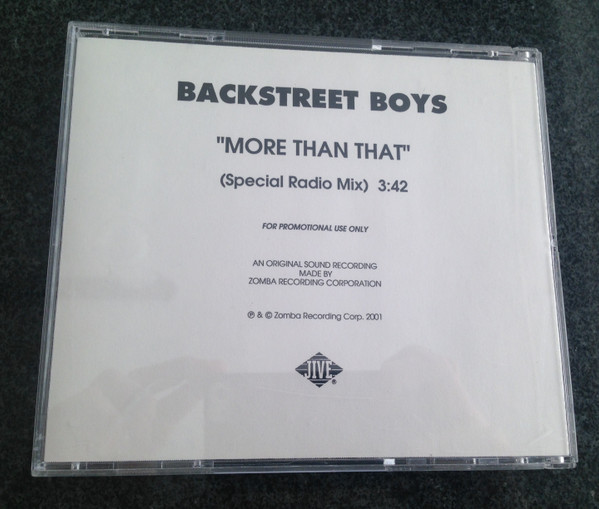 BACKSTREET BOYS
"MORE THAN THAT"
(Special Radio Mix) 3:42
FOR PROMOTIONAL USE ONLY
AN ORIGINAL SOUND RECORDING
MADE BY
ZOMBA RECORDING CORPORATION
℗ & © Zomba Recording Corp. 2001
JIVE®